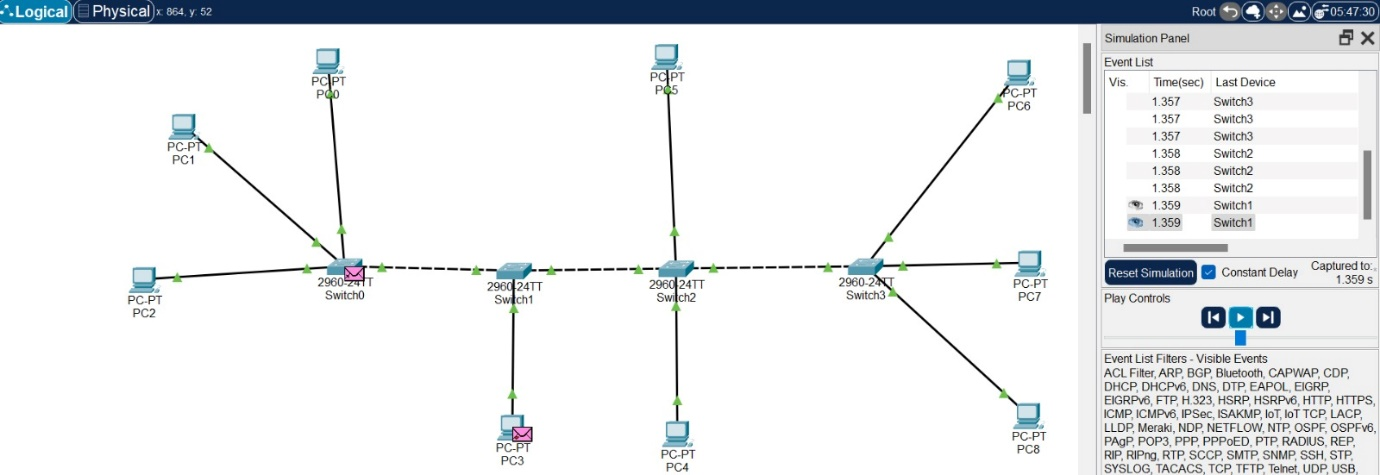 Logical Physical x: 864, y: 52 Root 05:47:30
Simulation Panel
Event List
Vis. Time(sec) Last Device
1.357 Switch3
1.357 Switch3
1.357 Switch3
1.358 Switch2
1.358 Switch2
1.358 Switch2
1.359 Switch1
1.359 Switch1
Reset Simulation Constant Delay Captured to:
1.359 s
Play Controls
Event List Filters - Visible Events
ACL Filter, ARP, BGP, Bluetooth, CAPWAP, CDP,
DHCP, DHCPv6, DNS, DTP, EAPOL, EIGRP,
EIGRPv6, FTP, H.323, HSRP, HSRPv6, HTTP, HTTPS,
ICMP, ICMPv6, IPSec, ISAKMP, IoT, IoT TCP, LACP,
LLDP, Meraki, NDP, NETFLOW, NTP, OSPF, OSPFv6,
PAgP, POP3, PPP, PPPoED, PTP, RADIUS, REP,
RIP, RIPng, RTP, SCCP, SMTP, SNMP, SSH, STP,
SYSLOG, TACACS, TCP, TFTP, Telnet, UDP, USB,
PC-PT
PC0
PC-PT
PC5
PC-PT
PC6
PC-PT
PC1
PC-PT
PC2
2960-24TT
Switch0
2960-24TT
Switch1
2960-24TT
Switch2
2960-24TT
Switch3
PC-PT
PC7
PC-PT
PC3
PC-PT
PC4
PC-PT
PC8